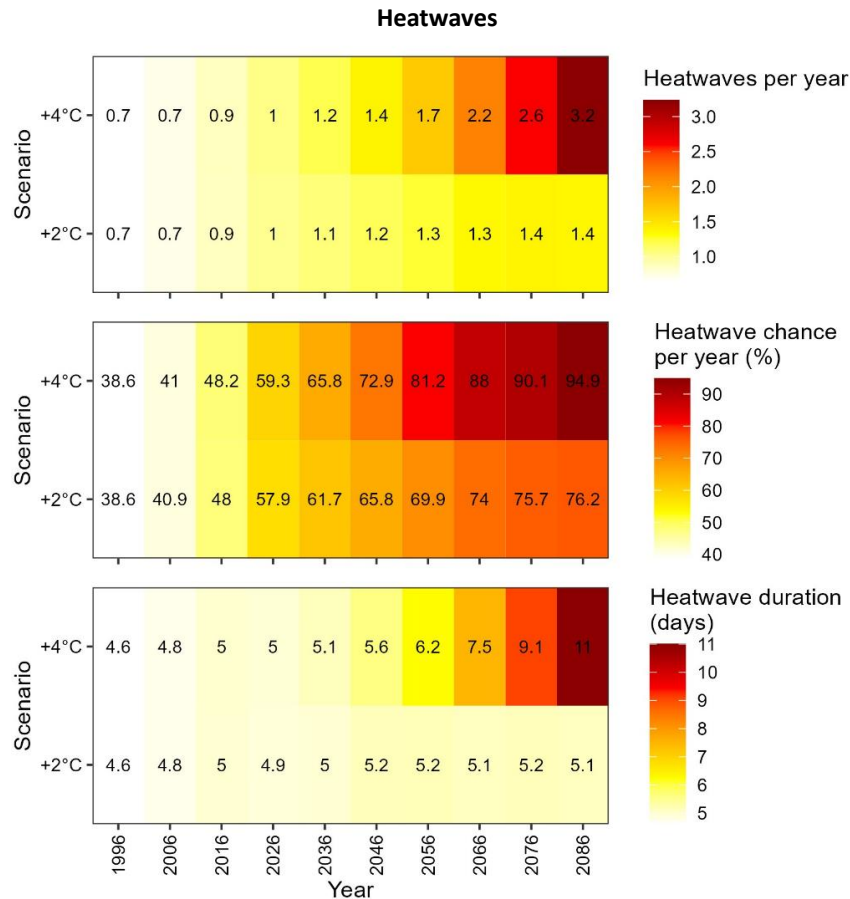 Heatwaves
Scenario
+4°C
0.7 0.7 0.9 1 1.2 1.4 1.7 2.2 2.6 3.2
+2°C
0.7 0.7 0.9 1 1.1 1.2 1.3 1.3 1.4 1.4
Heatwaves per year
3.0
2.5
2.0
1.5
1.0
Scenario
+4°C
38.6 41 48.2 59.3 65.8 72.9 81.2 88 90.1 94.9
+2°C
38.6 40.9 48 57.9 61.7 65.8 69.9 74 75.7 76.2
Heatwave chance
per year (%)
90
80
70
60
50
40
Scenario
+4°C
4.6 4.8 5 5 5.1 5.6 6.2 7.5 9.1 11
+2°C
4.6 4.8 5 4.9 5 5.2 5.2 5.1 5.2 5.1
Heatwave duration
(days)
11
10
9
8
7
6
5
1996 2006 2016 2026 2036 2046 2056 2066 2076 2086
Year